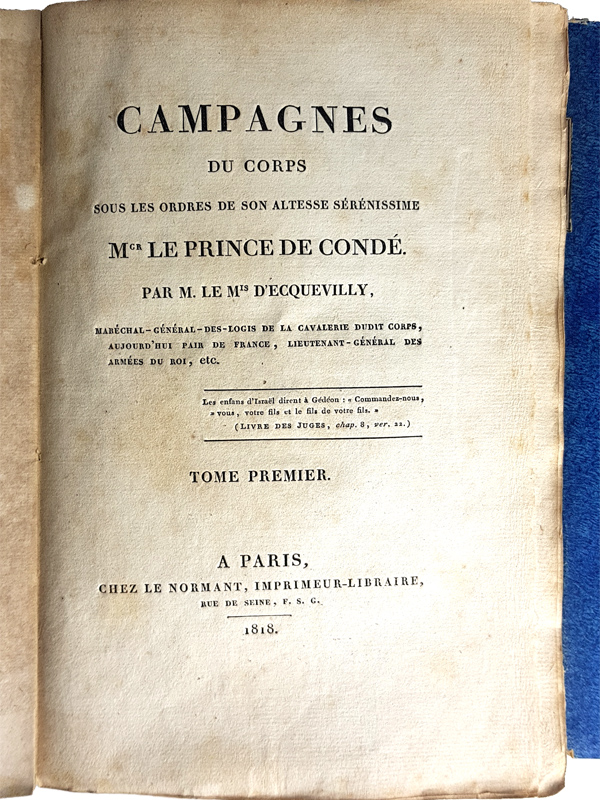 CAMPAGNES
DU CORPS
SOUS LES ORDRES DE SON ALTESSE SÉRÉNISSIME
MGR LE PRINCE DE CONDÉ.
PAR M. LE MIS D'ECQUEVILLY,
MARÉCHAL-GÉNÉRAL-DES-LOGIS DE LA CAVALERIE DUDIT CORPS,
AUJOURD'HUI PAIR DE FRANCE, LIEUTENANT-GÉNÉRAL DES
ARMÉES DU ROI, etc.
Les enfans d'Israël dirent à Gédéon : « Commandez-nous,
» vous, votre fils et le fils de votre fils. »
(LIVRE DES JUGES, chap. 8, ver. 22.)
TOME PREMIER.
A PARIS,
CHEZ LE NORMANT, IMPRIMEUR-LIBRAIRE,
RUE DE SEINE, F. S. G.
1818.